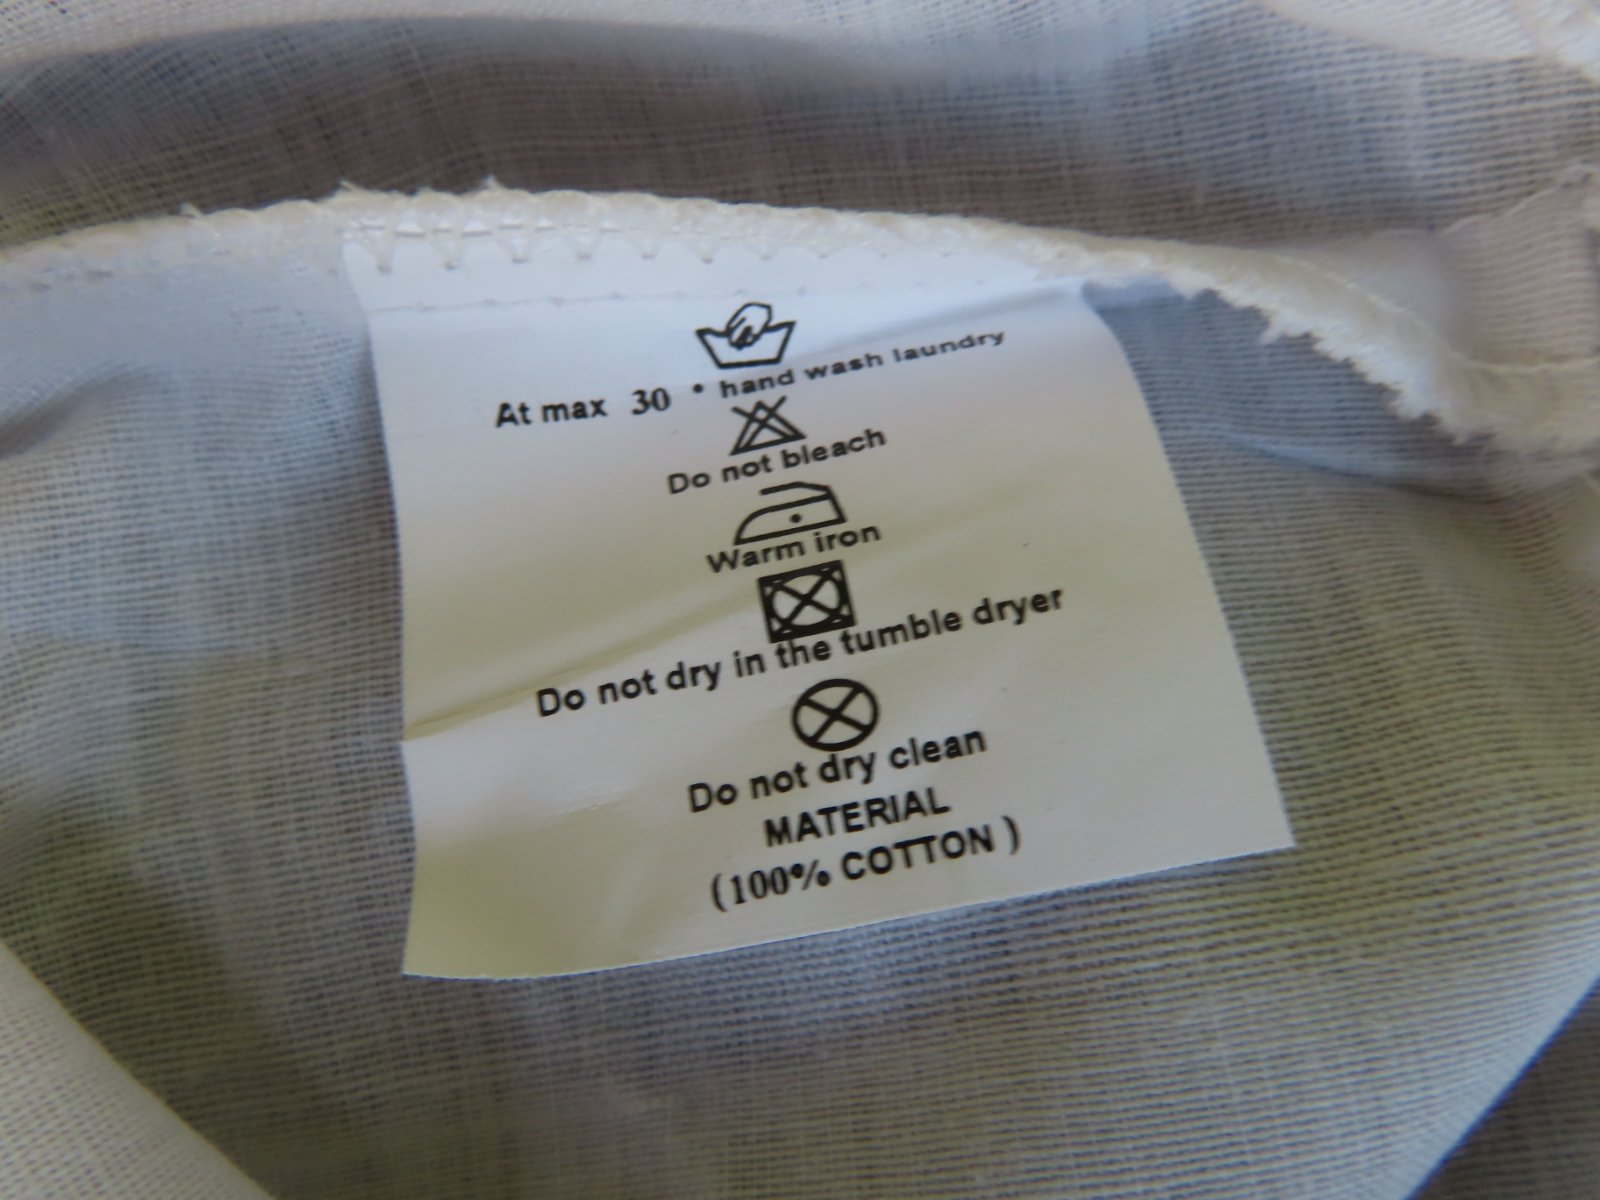 At max 30 ° hand wash laundry
Do not bleach
Warm iron
Do not dry in the tumble dryer
Do not dry clean
MATERIAL
(100% COTTON )